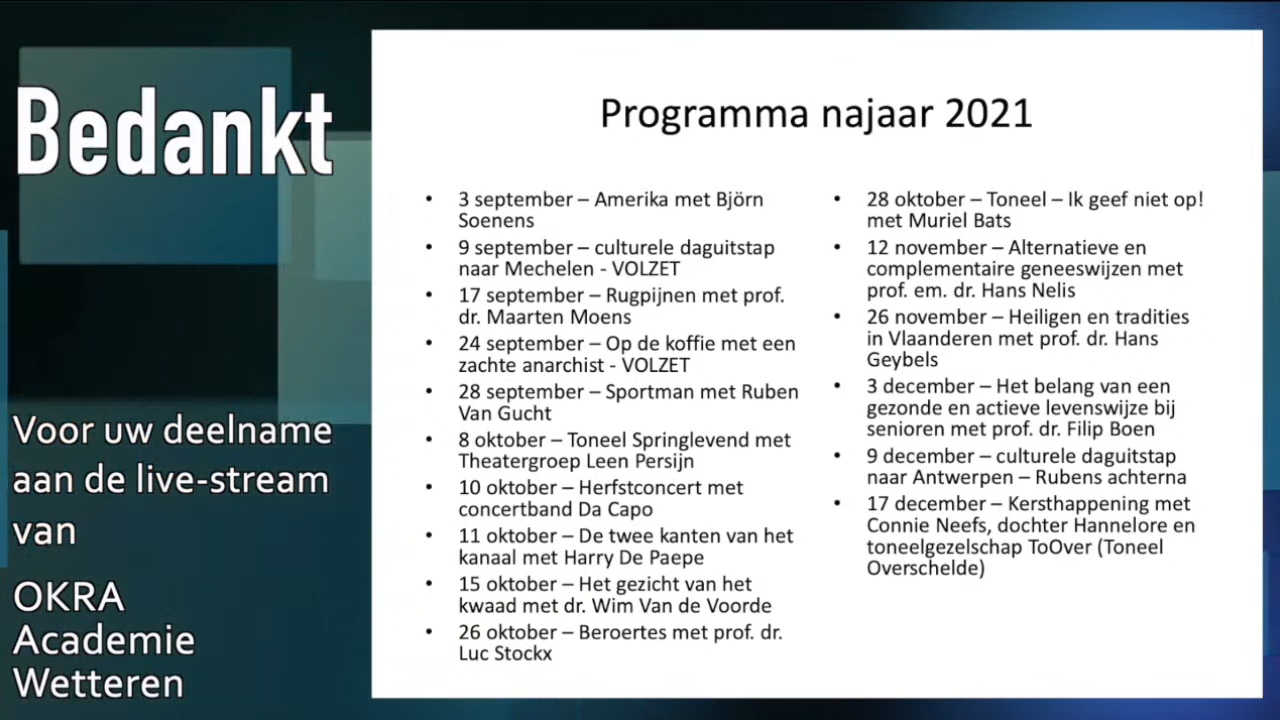 Bedankt
Voor uw deelname
aan de live-stream
van
OKRA
Academie
Wetteren
Programma najaar 2021
• 3 september – Amerika met Björn
Soenens
• 9 september – culturele daguitstap
naar Mechelen - VOLZET
• 17 september – Rugpijnen met prof.
dr. Maarten Moens
• 24 september – Op de koffie met een
zachte anarchist - VOLZET
• 28 september – Sportman met Ruben
Van Gucht
• 8 oktober – Toneel Springlevend met
Theatergroep Leen Persijn
• 10 oktober – Herfstconcert met
concertband Da Capo
• 11 oktober – De twee kanten van het
kanaal met Harry De Paepe
• 15 oktober – Het gezicht van het
kwaad met dr. Wim Van de Voorde
• 26 oktober – Beroertes met prof. dr.
Luc Stockx
• 28 oktober – Toneel – Ik geef niet op!
met Muriel Bats
• 12 november – Alternatieve en
complementaire geneeswijzen met
prof. em. dr. Hans Nelis
• 26 november – Heiligen en tradities
in Vlaanderen met prof. dr. Hans
Geybels
• 3 december – Het belang van een
gezonde en actieve levenswijze bij
senioren met prof. dr. Filip Boen
• 9 december – culturele daguitstap
naar Antwerpen – Rubens achterna
• 17 december – Kersthappening met
Connie Neefs, dochter Hannelore en
toneelgezelschap ToOver (Toneel
Overschelde)